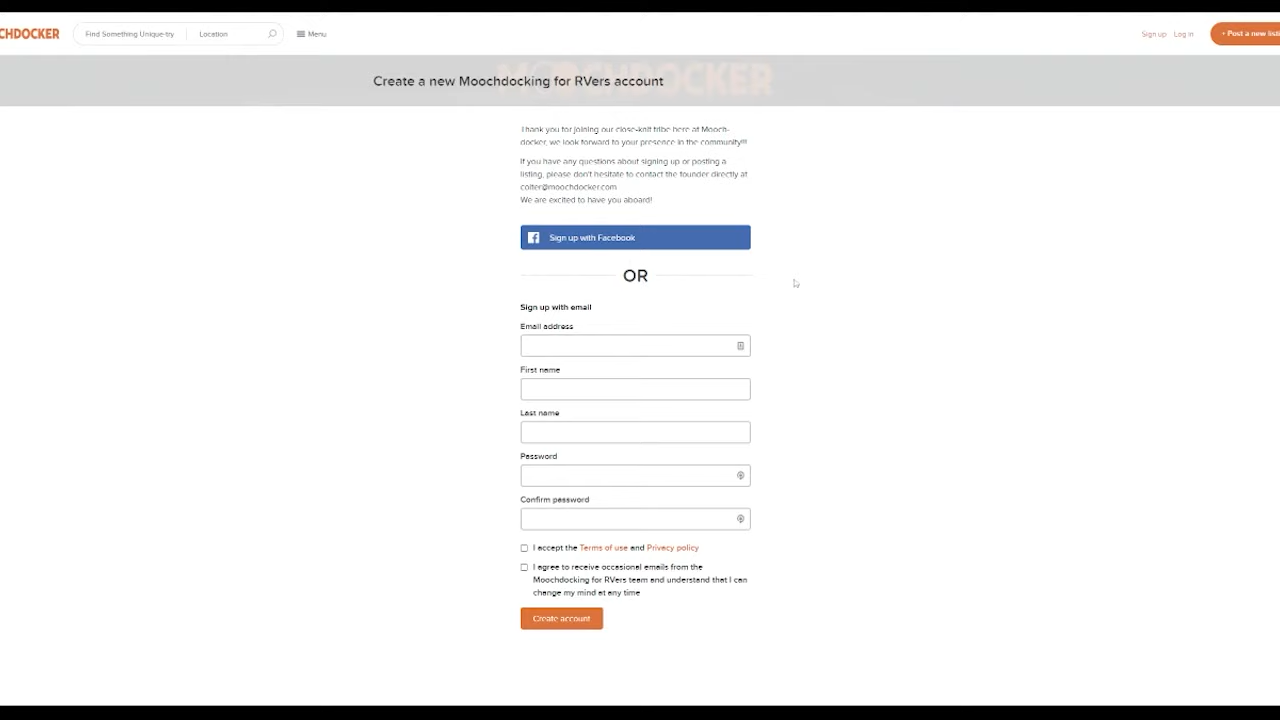 CHDOCKER
Find Something Unique-try
Location
Menu
Sign up
Log in
+ Post a new listi
Create a new Moochdocking for RVers account
Thank you for joining our close-knit tribe here at Mooch-
docker, we look forward to your presence in the community!!!
If you have any questions about signing up or posting a
listing, please don't hesitate to contact the founder directly at
colter@moochdocker.com
We are excited to have you aboard!
Sign up with Facebook
OR
Sign up with email
Email address
First name
Last name
Password
Confirm password
I accept the Terms of use and Privacy policy
I agree to receive occasional emails from the
Moochdocking for RVers team and understand that I can
change my mind at any time
Create account